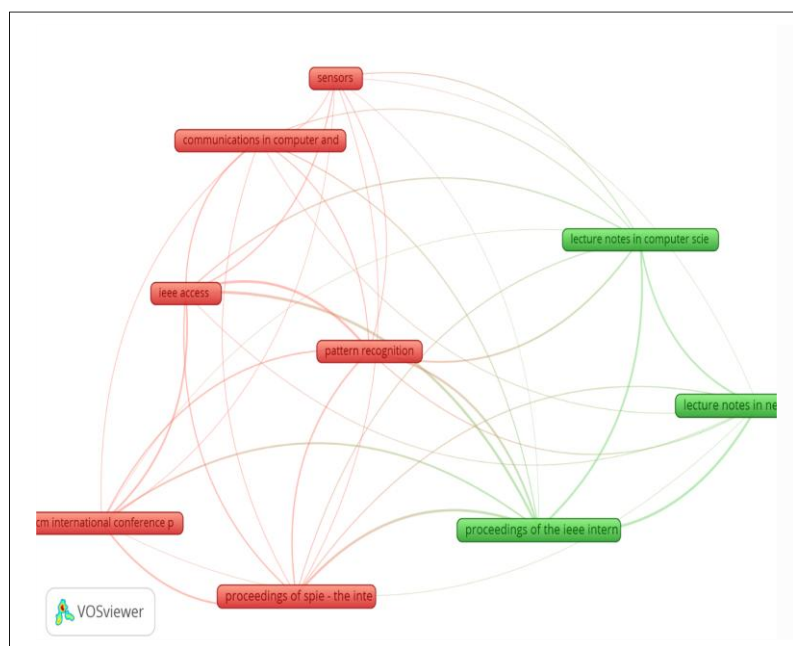 sensors
communications in computer and
lecture notes in computer scie
ieee access
pattern recognition
lecture notes in ne
cm international conference p
proceedings of the ieee intern
proceedings of spie - the inte
VOSviewer